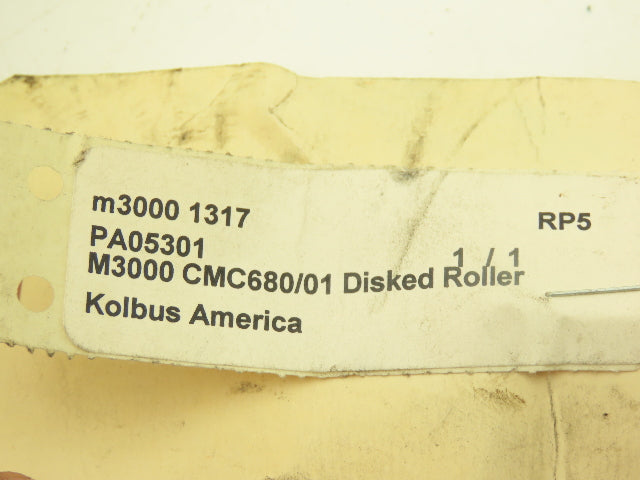 m3000 1317
RP5
PA05301
1 / 1
M3000 CMC680/01 Disked Roller
Kolbus America